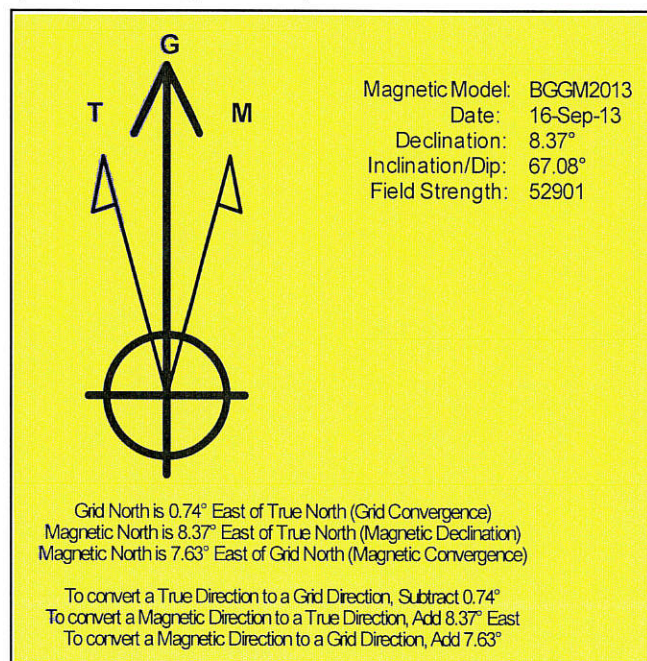 G
T
M
Magnetic Model: BGGM2013
Date: 16-Sep-13
Declination: 8.37°
Inclination/Dip: 67.08°
Field Strength: 52901
Grid North is 0.74° East of True North (Grid Convergence)
Magnetic North is 8.37° East of True North (Magnetic Declination)
Magnetic North is 7.63° East of Grid North (Magnetic Convergence)
To convert a True Direction to a Grid Direction, Subtract 0.74°
To convert a Magnetic Direction to a True Direction, Add 8.37° East
To convert a Magnetic Direction to a Grid Direction, Add 7.63°